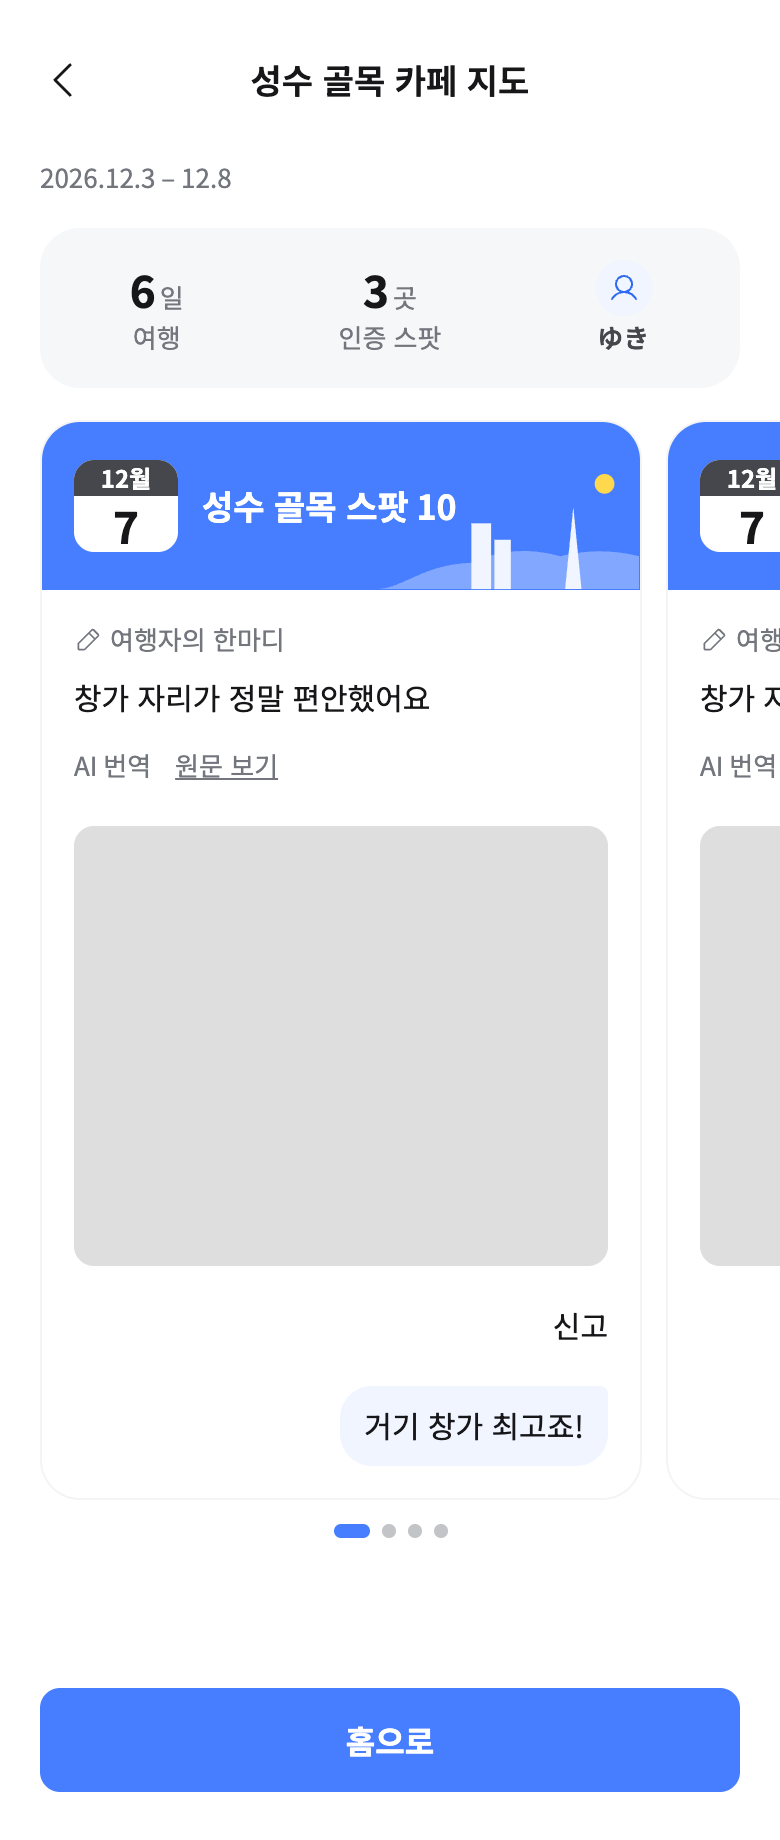 성수 골목 카페 지도
2026.12.3 – 12.8
6일
여행
3곳
인증 스팟
ゆき
12월
7
성수 골목 스팟 10
여행자의 한마디
창가 자리가 정말 편안했어요
AI 번역 원문 보기
신고
거기 창가 최고죠!
12월
7
여행
창가
AI 번역
홈으로